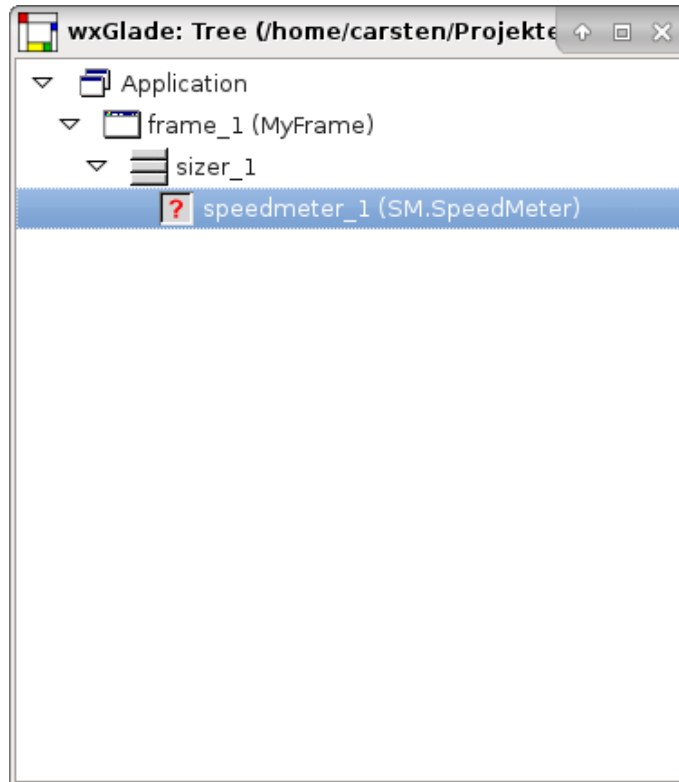 wxGlade: Tree (/home/carsten/Projekte
Application
frame_1 (MyFrame)
sizer_1
? speedmeter_1 (SM.SpeedMeter)